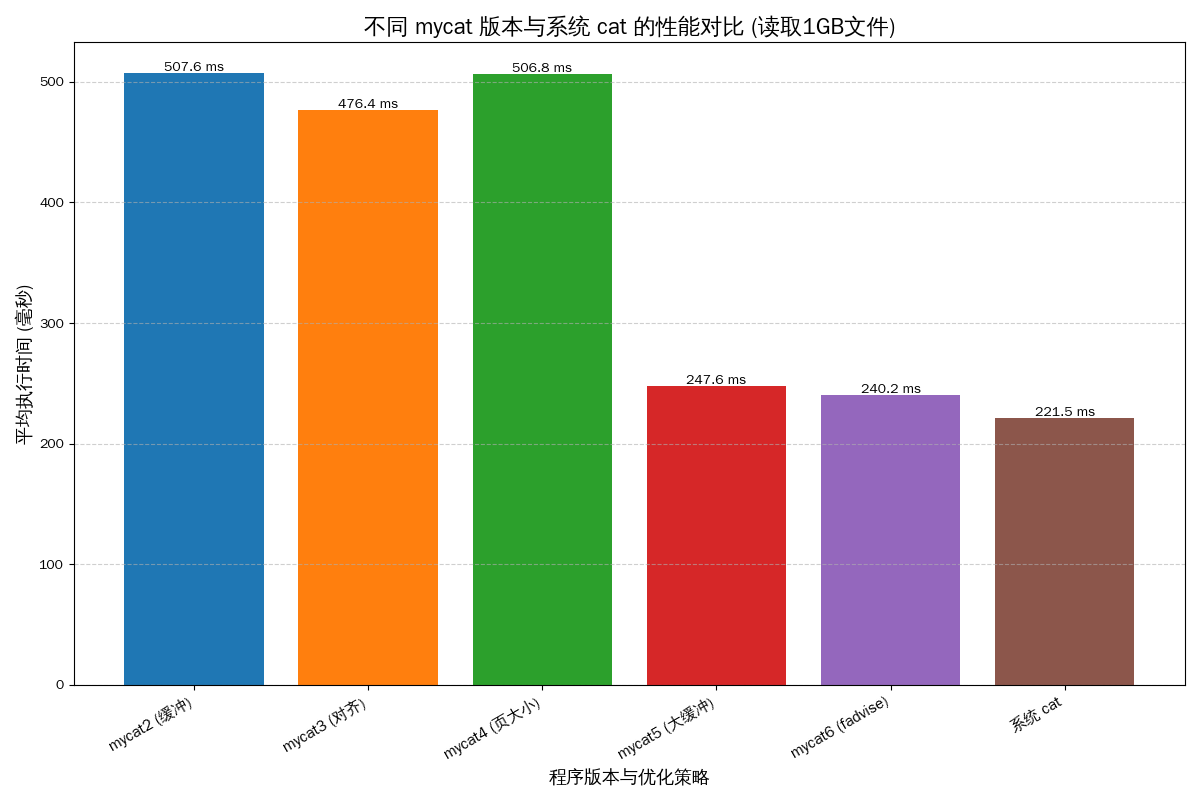 不同 mycat 版本与系统 cat 的性能对比 (读取1GB文件)
507.6 ms
476.4 ms
506.8 ms
247.6 ms
240.2 ms
221.5 ms
平均执行时间 (毫秒)
500
400
300
200
100
0
mycat2 (缓冲)
mycat3 (对齐)
mycat4 (页大小)
mycat5 (大缓冲)
mycat6 (fadvise)
系统 cat
程序版本与优化策略